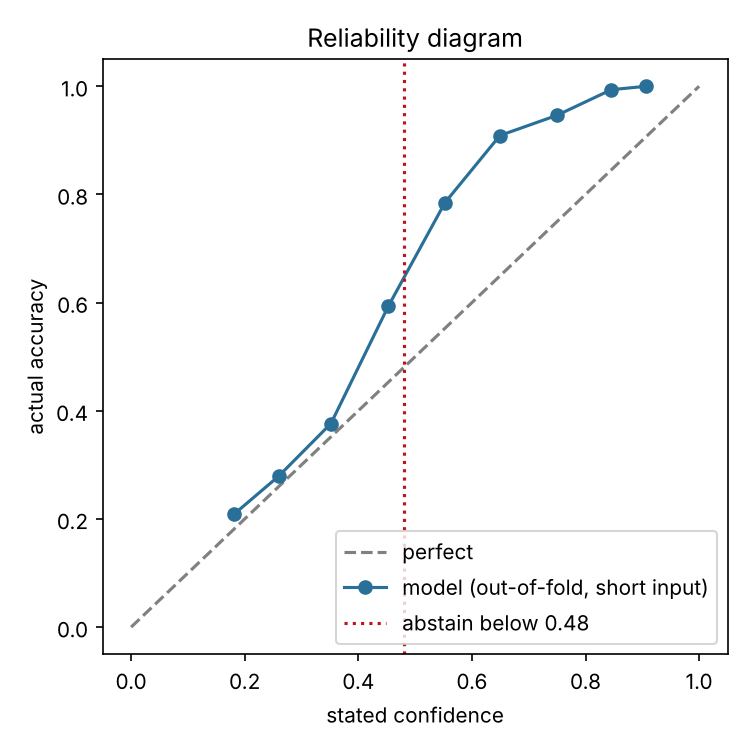 Reliability diagram
actual accuracy
1.0
0.8
0.6
0.4
0.2
0.0
perfect
model (out-of-fold, short input)
abstain below 0.48
0.0 0.2 0.4 0.6 0.8 1.0
stated confidence